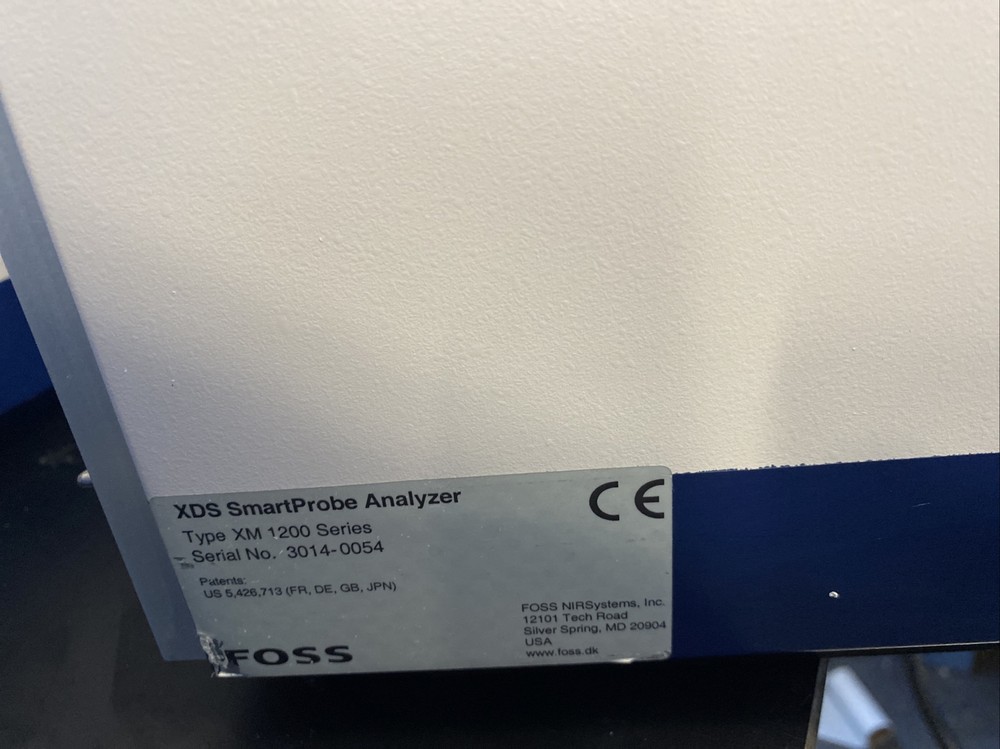 XDS SmartProbe Analyzer
CE
Type XM 1200 Series
Serial No. 3014-0054
Patents:
US 5,426,713 (FR, DE, GB, JPN)
FOSS NIRSystems, Inc.
12101 Tech Road
Silver Spring, MD 20904
USA
www.foss.dk
FOSS